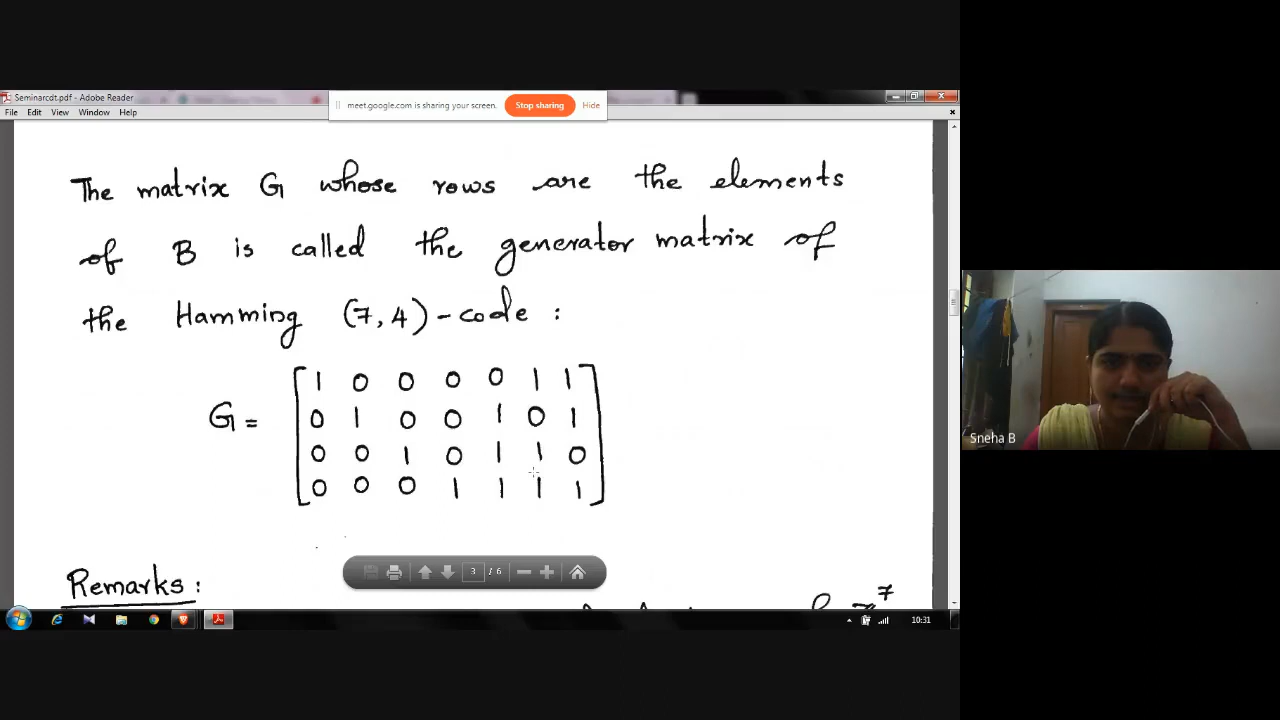 Seminarcdt.pdf - Adobe Reader
meet.google.com is sharing your screen. Stop sharing Hide
File Edit View Window Help
The matrix G whose rows are the elements
of B is called the generator matrix of
the Hamming (7,4)-code :
1 0 0 0 0 1 1
G = 0 1 0 0 1 0 1
0 0 1 0 1 1 0
0 0 0 1 1 1 1
Sneha B
3 / 6
Remarks:
7
10:31